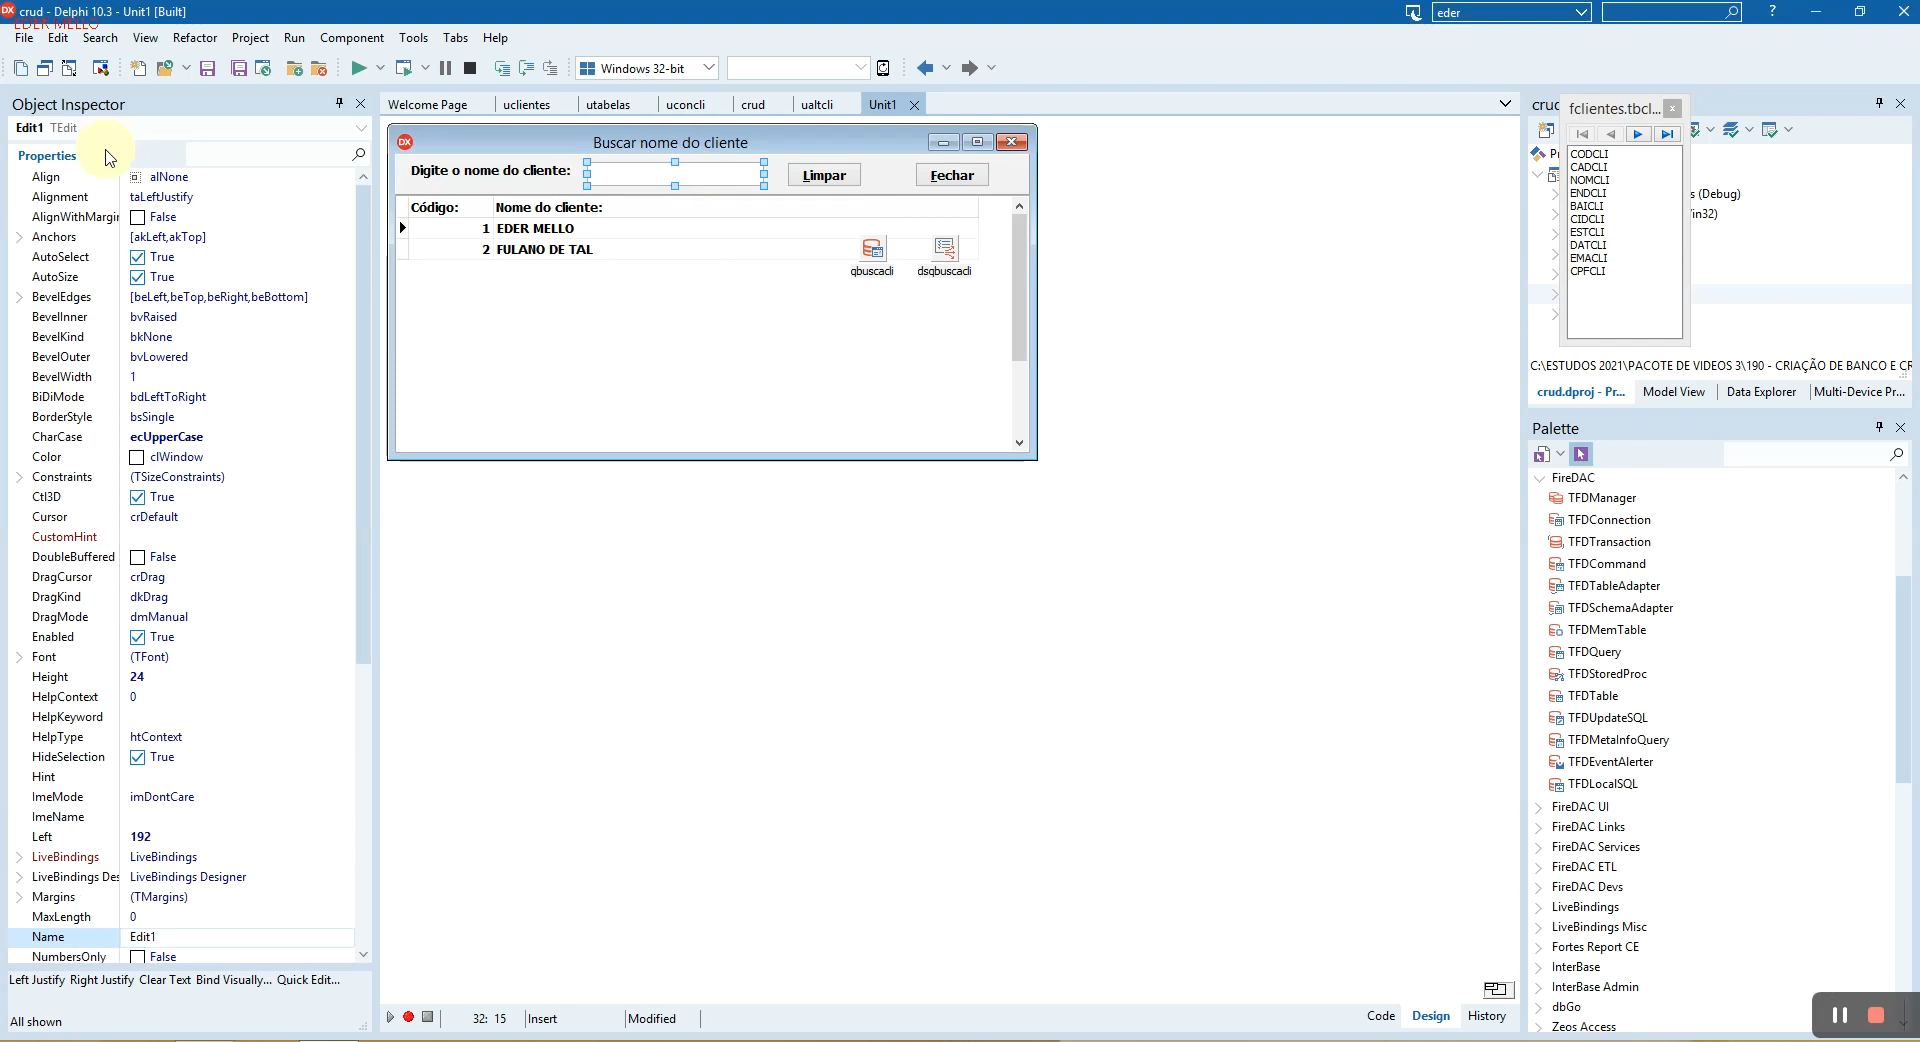 crud - Delphi 10.3 - Unit1 [Built]
eder
EDER MELLO
File Edit Search View Refactor Project Run Component Tools Tabs Help
Windows 32-bit
Object Inspector
Edit1 TEdit
Properties
Align alNone
Alignment taLeftJustify
AlignWithMargin False
Anchors [akLeft,akTop]
AutoSelect True
AutoSize True
BevelEdges [beLeft,beTop,beRight,beBottom]
BevelInner bvRaised
BevelKind bkNone
BevelOuter bvLowered
BevelWidth 1
BiDiMode bdLeftToRight
BorderStyle bsSingle
CharCase ecUpperCase
Color clWindow
Constraints (TSizeConstraints)
Ctl3D True
Cursor crDefault
CustomHint
DoubleBuffered False
DragCursor crDrag
DragKind dkDrag
DragMode dmManual
Enabled True
Font (TFont)
Height 24
HelpContext 0
HelpKeyword
HelpType htContext
HideSelection True
Hint
ImeMode imDontCare
ImeName
Left 192
LiveBindings LiveBindings
LiveBindings Des LiveBindings Designer
Margins (TMargins)
MaxLength 0
Name Edit1
NumbersOnly False
Left Justify Right Justify Clear Text Bind Visually... Quick Edit...
All shown
Welcome Page uclientes utabelas uconcli crud ualtcli Unit1
Buscar nome do cliente
Digite o nome do cliente: Limpar Fechar
Código: Nome do cliente:
1 EDER MELLO
2 FULANO DE TAL
qbuscacli dsqbuscacli
32: 15 Insert Modified
Code Design History
fclientes.tbcl...
CODCLI
CADCLI
NOMCLI
ENDCLI
BAICLI
CIDCLI
ESTCLI
DATCLI
EMACLI
CPFCLI
s (Debug)
in32)
C:\ESTUDOS 2021\PACOTE DE VIDEOS 3\190 - CRIAÇÃO DE BANCO E CR
crud.dproj - Pr... Model View Data Explorer Multi-Device Pr...
Palette
FireDAC
TFDManager
TFDConnection
TFDTransaction
TFDCommand
TFDTableAdapter
TFDSchemaAdapter
TFDMemTable
TFDQuery
TFDStoredProc
TFDTable
TFDUpdateSQL
TFDMetaInfoQuery
TFDEventAlerter
TFDLocalSQL
FireDAC UI
FireDAC Links
FireDAC Services
FireDAC ETL
FireDAC Devs
LiveBindings
LiveBindings Misc
Fortes Report CE
InterBase
InterBase Admin
dbGo
Zeos Access